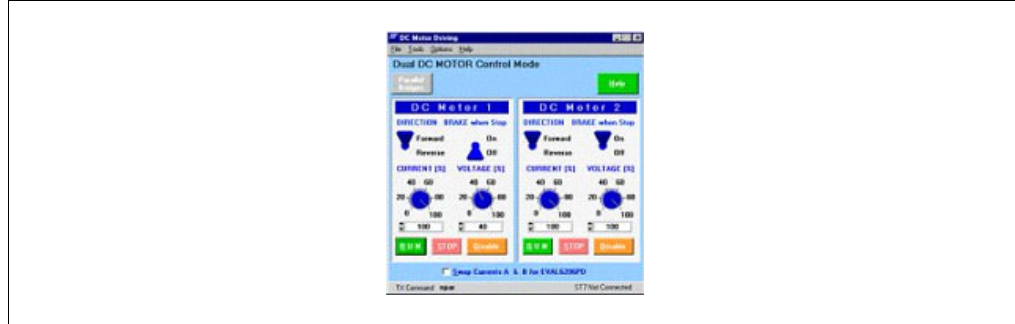 DC Motor Driving
File Tools Options Help
Dual DC MOTOR Control Mode
Parallel Bridges
Help
DC Motor 1
DIRECTION BRAKE when Stop
Forward On
Reverse Off
CURRENT [%] VOLTAGE [%]
40 60 40 60
20 80 20 80
0 100 0 100
100 40
RUN STOP Disable
DC Motor 2
DIRECTION BRAKE when Stop
Forward On
Reverse Off
CURRENT [%] VOLTAGE [%]
40 60 40 60
20 80 20 80
0 100 0 100
100 100
RUN STOP Disable
Swap Currents A & B for EVAL6206PD
TX Command
ST7 Not Connected